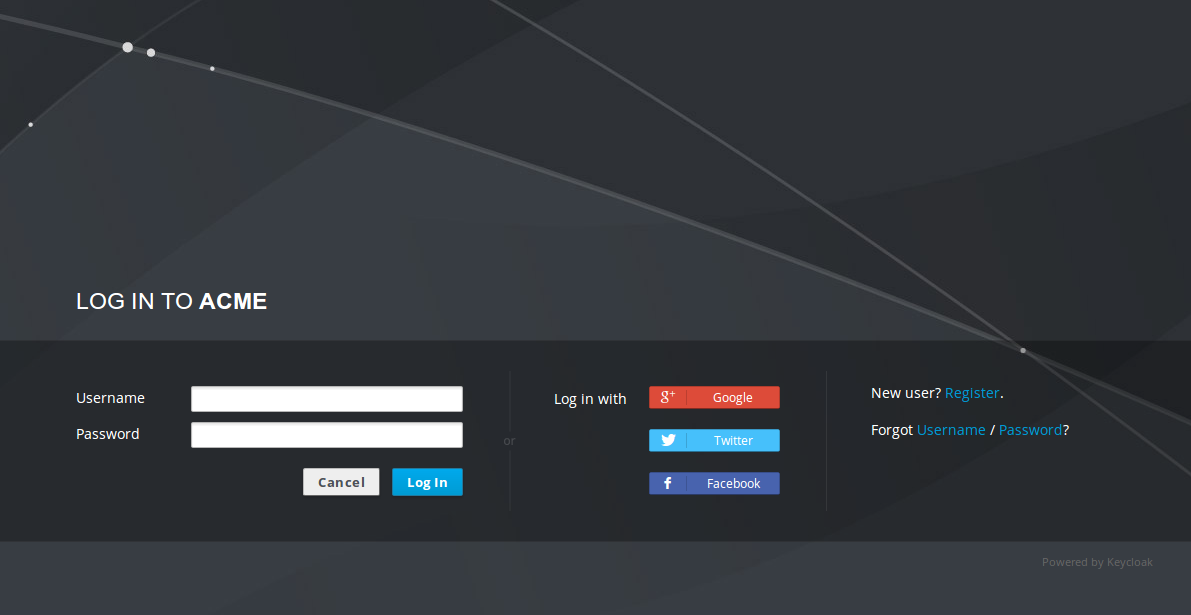 LOG IN TO ACME
Username
Password
Cancel
Log In
or
Log in with
g+ Google
Twitter
f Facebook
New user? Register.
Forgot Username / Password?
Powered by Keycloak